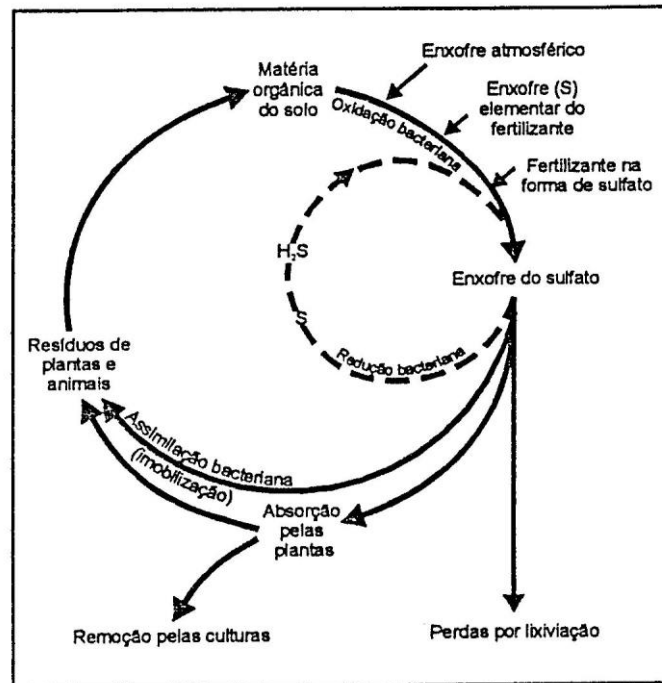 Enxofre atmosférico
Matéria
orgânica
do solo
Oxidação bacteriana
Enxofre (S)
elementar do
fertilizante
Fertilizante na
forma de sulfato
H₂S
Enxofre do sulfato
S
Redução bacteriana
Resíduos de
plantas e
animais
Assimilação bacteriana
(imobilização)
Absorção
pelas
plantas
Remoção pelas culturas
Perdas por lixiviação